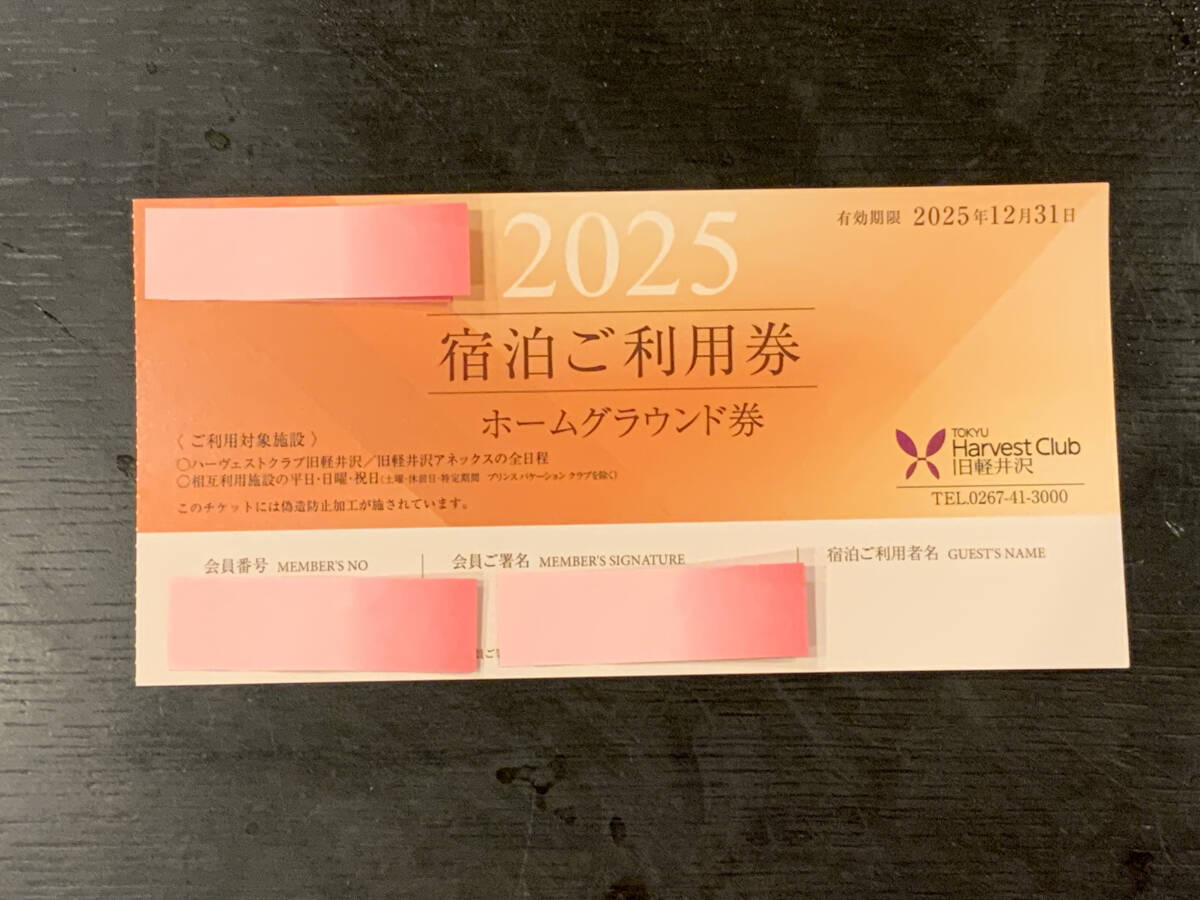 2025
有効期限 2025年12月31日
宿泊ご利用券
ホームグラウンド券
〈 ご利用対象施設 〉
○ハーヴェストクラブ旧軽井沢／旧軽井沢アネックスの全日程
○相互利用施設の平日・日曜・祝日(土曜・休前日・特定期間 プリンス バケーション クラブを除く)
このチケットには偽造防止加工が施されています。
TOKYU
Harvest Club
旧軽井沢
TEL.0267-41-3000
会員番号 MEMBER'S NO
会員ご署名 MEMBER'S SIGNATURE
宿泊ご利用者名 GUEST'S NAME